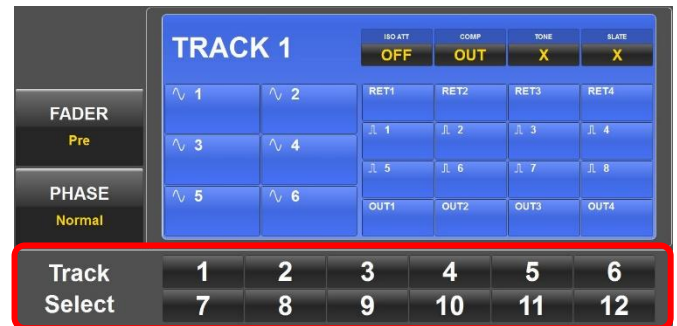 TRACK 1
ISO ATT COMP TONE SLATE
OFF OUT X X
FADER
Pre
PHASE
Normal
1 2
3 4
5 6
RET1 RET2 RET3 RET4
1 2 3 4
5 6 7 8
OUT1 OUT2 OUT3 OUT4
Track Select
1 2 3 4 5 6
7 8 9 10 11 12